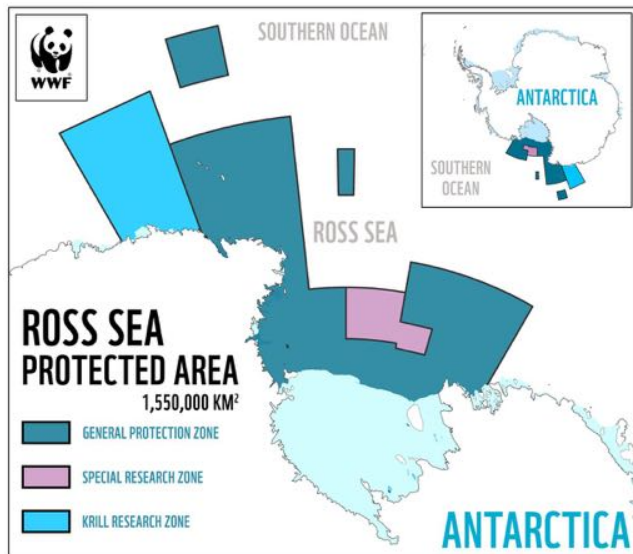 WWF
SOUTHERN OCEAN
ANTARCTICA
SOUTHERN
OCEAN
ROSS SEA
ROSS SEA
PROTECTED AREA
1,550,000 KM²
GENERAL PROTECTION ZONE
SPECIAL RESEARCH ZONE
KRILL RESEARCH ZONE
ANTARCTICA